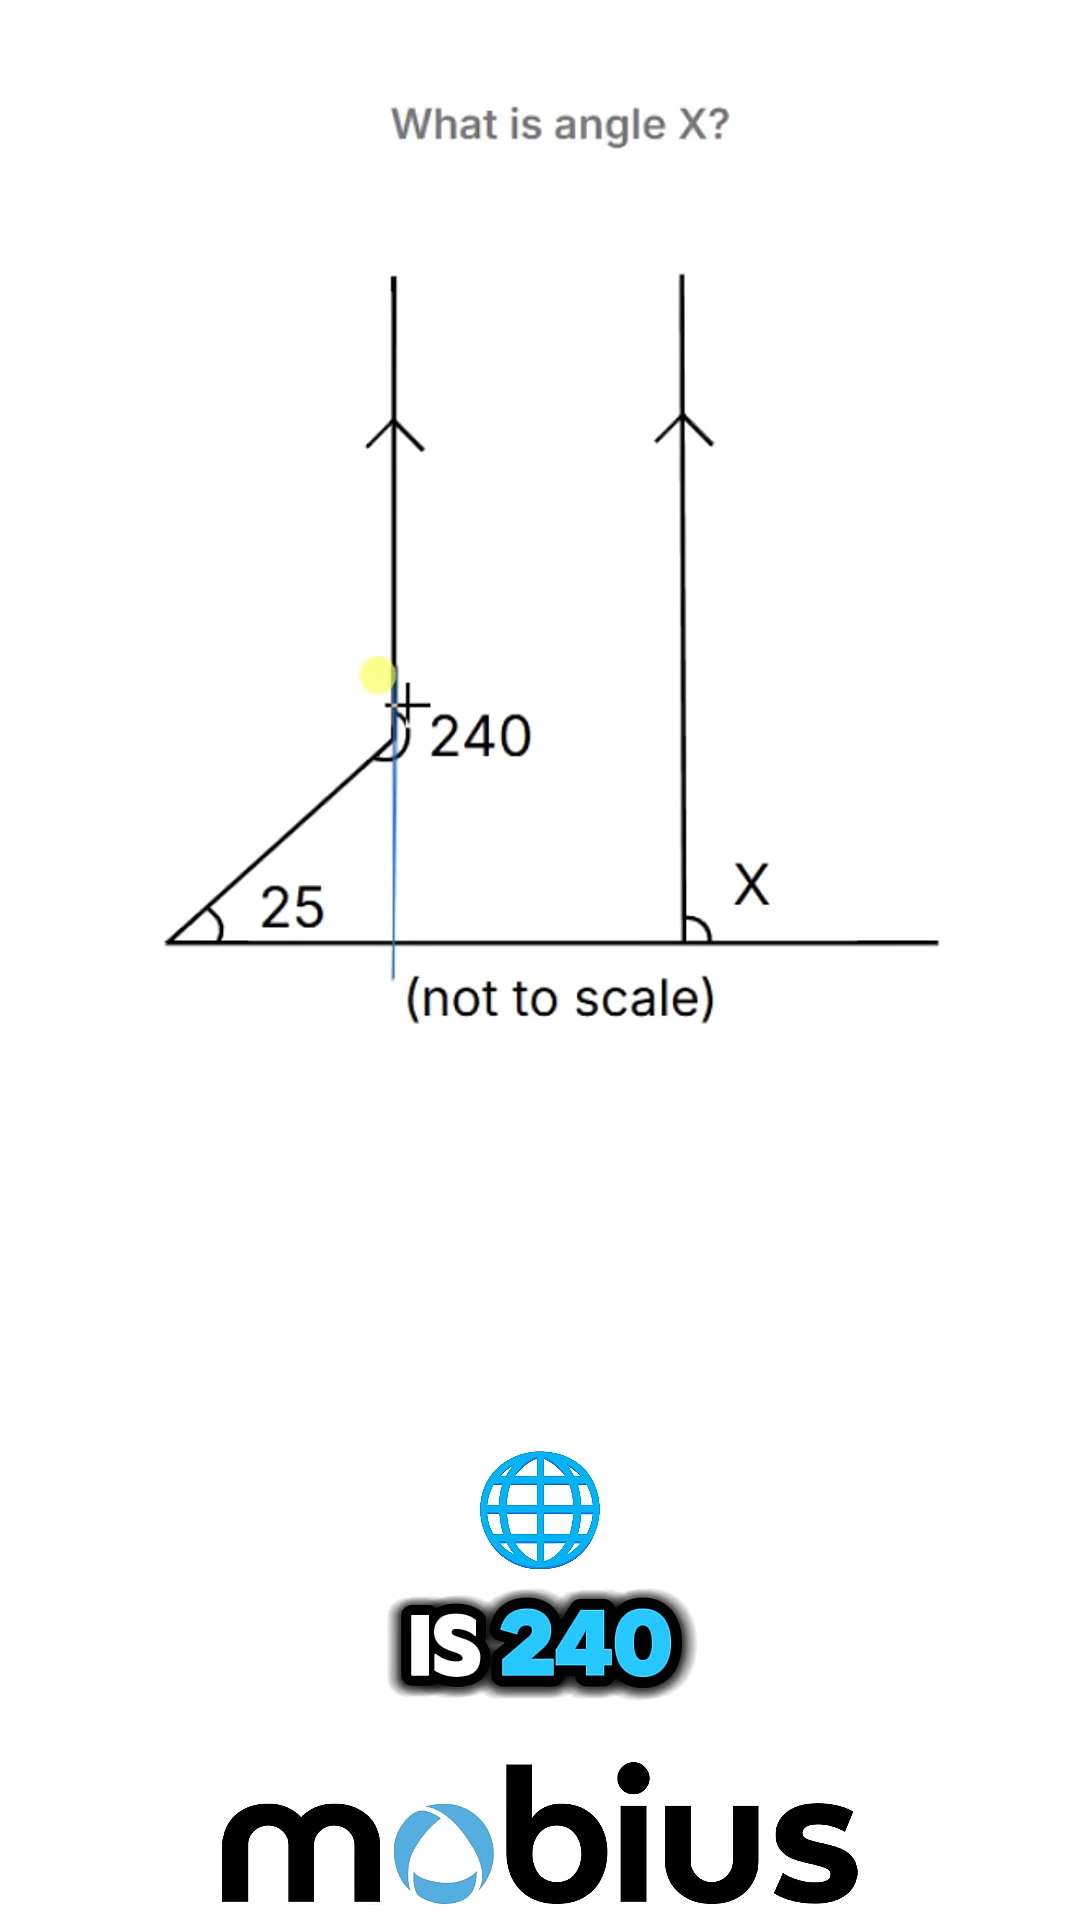 What is angle X?
240
X
25
(not to scale)
IS 240
mobius